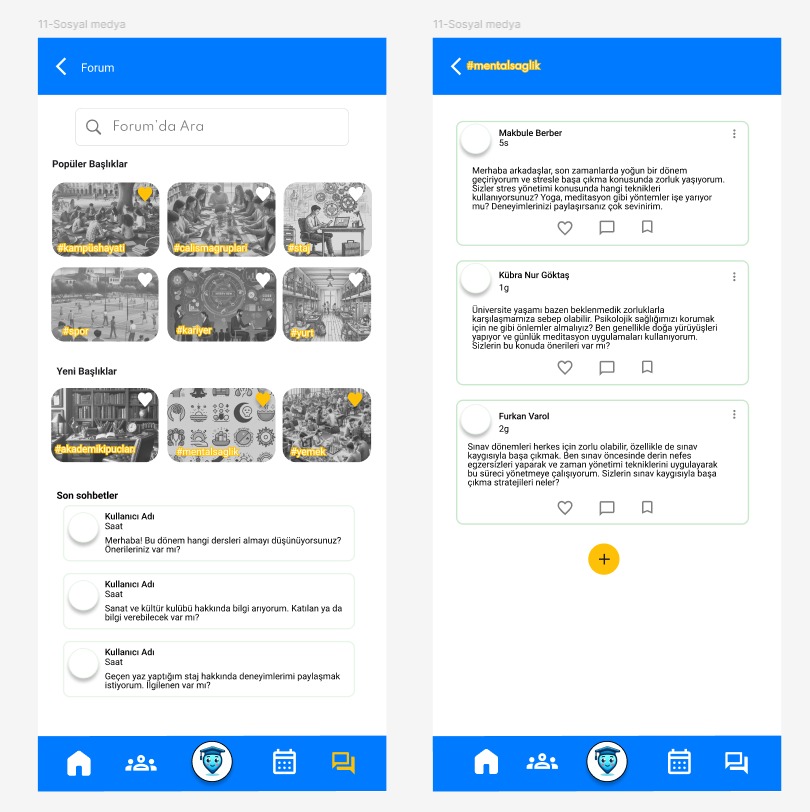 11-Sosyal medya
Forum
Forum'da Ara
Popüler Başlıklar
#kampüshayati
#calismagruplari
#staj
#spor
#kariyer
#yurt
Yeni Başlıklar
#akademikipuclari
#mentalsaglik
#yemek
Son sohbetler
Kullanıcı Adı
Saat
Merhaba! Bu dönem hangi dersleri almayı düşünüyorsunuz?
Önerileriniz var mı?
Kullanıcı Adı
Saat
Sanat ve kültür kulübü hakkında bilgi arıyorum. Katılan ya da
bilgi verebilecek var mı?
Kullanıcı Adı
Saat
Geçen yaz yaptığım staj hakkında deneyimlerimi paylaşmak
istiyorum. İlgilenen var mı?
11-Sosyal medya
#mentalsaglik
Makbule Berber
5s
Merhaba arkadaşlar, son zamanlarda yoğun bir dönem
geçiriyorum ve stresle başa çıkma konusunda zorluk yaşıyorum.
Sizler stres yönetimi konusunda hangi teknikleri
kullanıyorsunuz? Yoga, meditasyon gibi yöntemler işe yarıyor
mu? Deneyimlerinizi paylaşırsanız çok sevinirim.
Kübra Nur Göktaş
1g
Üniversite yaşamı bazen beklenmedik zorluklarla
karşılaşmamıza sebep olabilir. Psikolojik sağlığımızı korumak
için ne gibi önlemler almalıyız? Ben genellikle doğa yürüyüşleri
yapıyor ve günlük meditasyon uygulamaları kullanıyorum.
Sizlerin bu konuda önerileri var mı?
Furkan Varol
2g
Sınav dönemleri herkes için zorlu olabilir, özellikle de sınav
kaygısıyla başa çıkmak. Ben sınav öncesinde derin nefes
egzersizleri yaparak ve zaman yönetimi tekniklerini uygulayarak
bu süreci yönetmeye çalışıyorum. Sizlerin sınav kaygısıyla başa
çıkma stratejileri neler?